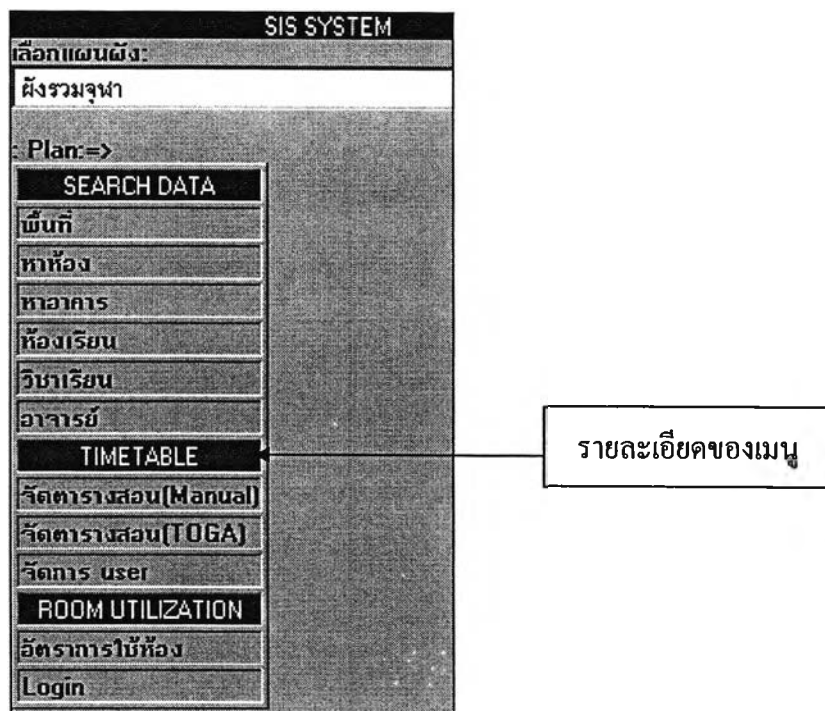 SIS SYSTEM
เลือกแผนผัง:
ผังรวมจุฬา
: Plan:=>
SEARCH DATA
พื้นที่
หาห้อง
หาอาคาร
ห้องเรียน
วิชาเรียน
อาจารย์
TIMETABLE
รายละเอียดของเมนู
จัดตารางสอน(Manual)
จัดตารางสอน(TOGA)
จัดการ user
ROOM UTILIZATION
อัตราการใช้ห้อง
Login